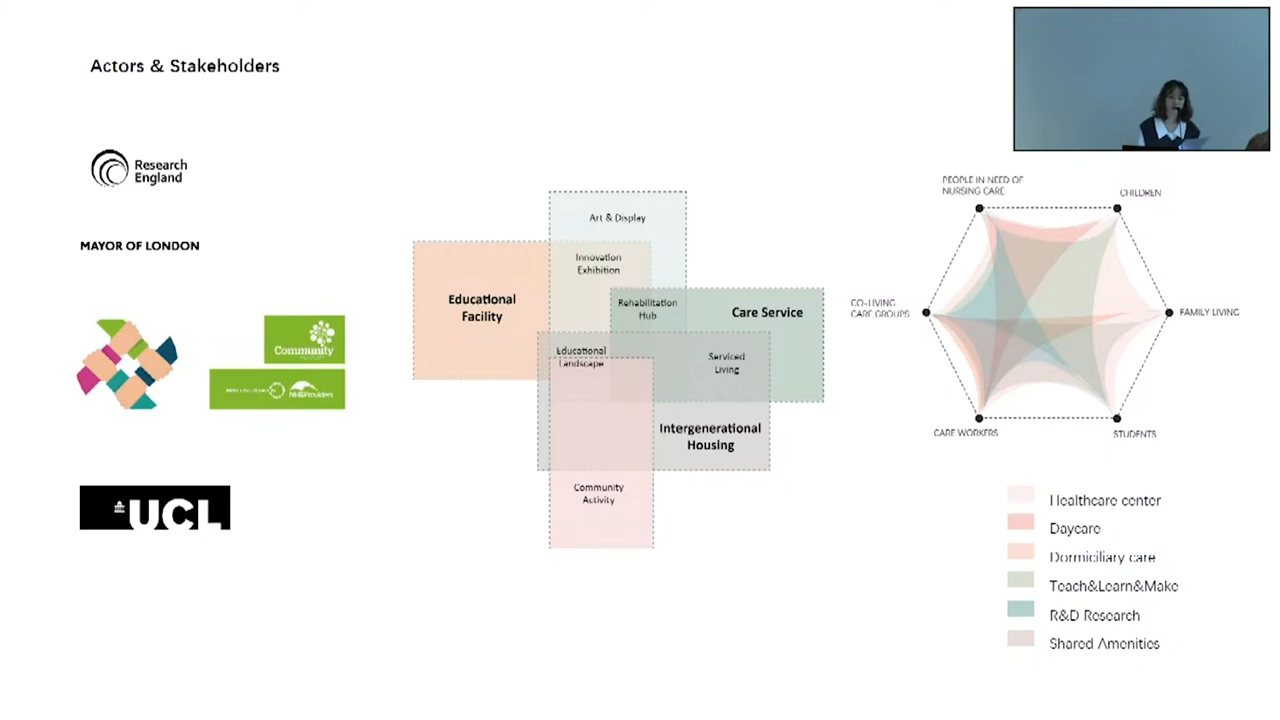 Actors & Stakeholders
Research
England
MAYOR OF LONDON
Community
NHSProviders
UCL
Art & Display
Innovation
Exhibition
Educational
Facility
Rehabilitation
Hub
Care Service
Educational
Landscape
Serviced
Living
Intergenerational
Housing
Community
Activity
PEOPLE IN NEED OF
NURSING CARE
CHILDREN
CO-LIVING
CARE GROUPS
FAMILY LIVING
CARE WORKERS
STUDENTS
Healthcare center
Daycare
Dormiciliary care
Teach&Learn&Make
R&D Research
Shared Amenities